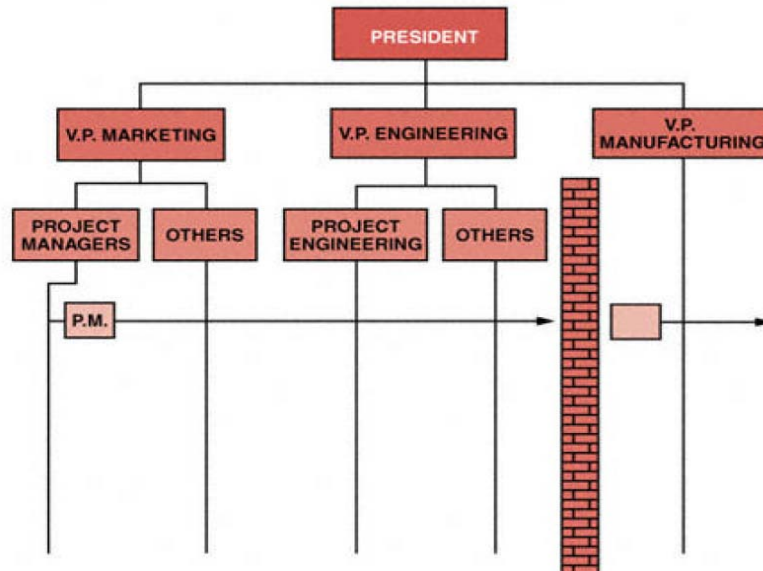 PRESIDENT
V.P. MARKETING
V.P. ENGINEERING
V.P.
MANUFACTURING
PROJECT
MANAGERS
OTHERS
PROJECT
ENGINEERING
OTHERS
P.M.